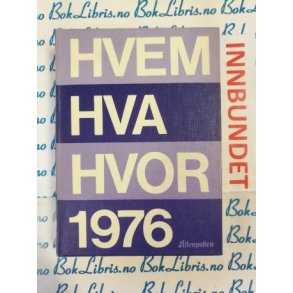 HVEM
HVA
HVOR
1976
Aftenposten
INNBUNDET
BokLibris.no